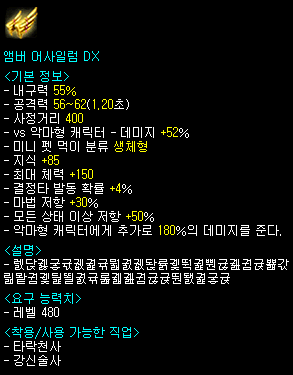 앰버 어사일럼 DX
<기본 정보>
- 내구력 55%
- 공격력 56~62(1.20초)
- 사정거리 400
- vs 악마형 캐릭터 - 데미지 +52%
- 미니 펫 먹이 분류 생체형
- 지식 +85
- 최대 체력 +150
- 결정타 발동 확률 +4%
- 마법 저항 +30%
- 모든 상태 이상 저항 +50%
- 악마형 캐릭터에게 추가로 180%의 데미지를 준다.
<설명>
<요구 능력치>
- 레벨 480
<착용/사용 가능한 직업>
- 타락천사
- 강신술사